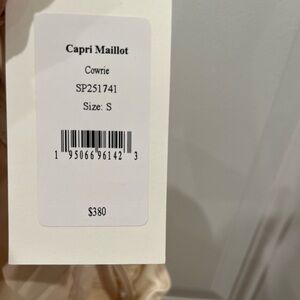 Capri Maillot
Cowrie
SP251741
Size: S
1 95066 96142 3
$380